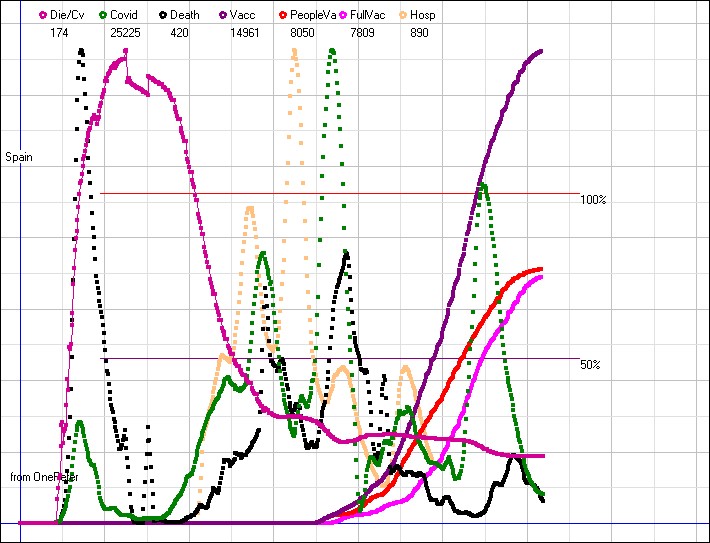 Die/Cv Covid Death Vacc PeopleVa FullVac Hosp
174 25225 420 14961 8050 7809 890
Spain
100%
50%
from OneRefer